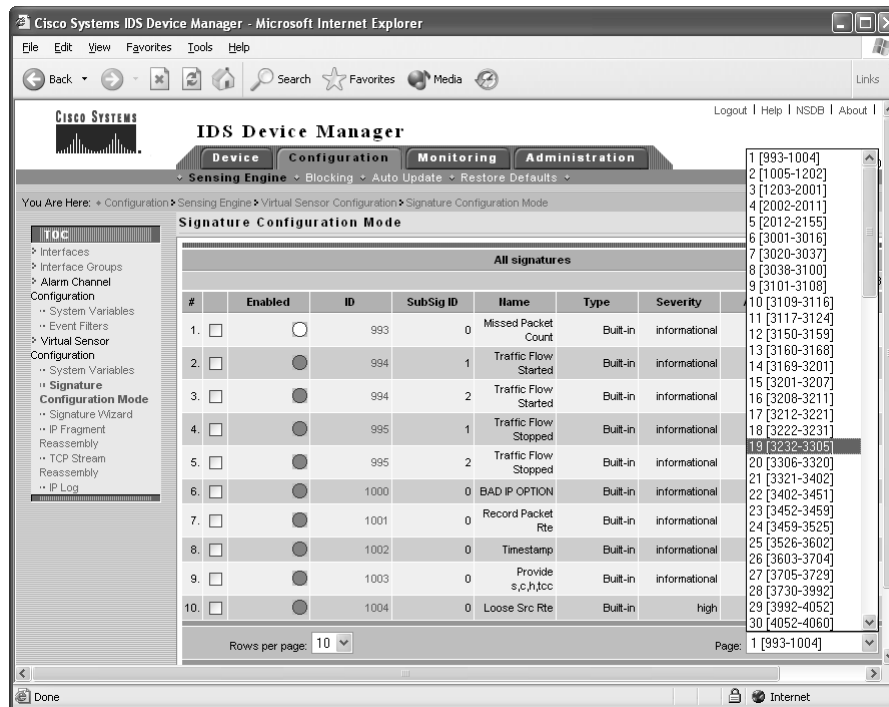 Cisco Systems IDS Device Manager - Microsoft Internet Explorer
File Edit View Favorites Tools Help
Back Search Favorites Media Links
CISCO SYSTEMS
Logout | Help | NSDB | About |
IDS Device Manager
Device Configuration Monitoring Administration
Sensing Engine Blocking Auto Update Restore Defaults
You Are Here: Configuration Sensing Engine Virtual Sensor Configuration Signature Configuration Mode
TOC
Interfaces
Interface Groups
Alarm Channel
Configuration
System Variables
Event Filters
Virtual Sensor
Configuration
System Variables
Signature
Configuration Mode
Signature Wizard
IP Fragment
Reassembly
TCP Stream
Reassembly
IP Log
Signature Configuration Mode
All signatures
# Enabled ID SubSig ID Name Type Severity
1. 993 0 Missed Packet Built-in informational
Count
2. 994 1 Traffic Flow Built-in informational
Started
3. 994 2 Traffic Flow Built-in informational
Started
4. 995 1 Traffic Flow Built-in informational
Stopped
5. 995 2 Traffic Flow Built-in informational
Stopped
6. 1000 0 BAD IP OPTION Built-in informational
7. 1001 0 Record Packet Built-in informational
Rte
8. 1002 0 Timestamp Built-in informational
9. 1003 0 Provide Built-in informational
s,c,h,tcc
10. 1004 0 Loose Src Rte Built-in high
Rows per page: 10 Page: 1 [993-1004]
1 [993-1004]
2 [1005-1202]
3 [1203-2001]
4 [2002-2011]
5 [2012-2155]
6 [3001-3016]
7 [3020-3037]
8 [3038-3100]
9 [3101-3108]
10 [3109-3116]
11 [3117-3124]
12 [3150-3159]
13 [3160-3168]
14 [3169-3201]
15 [3201-3207]
16 [3208-3211]
17 [3212-3221]
18 [3222-3231]
19 [3232-3305]
20 [3306-3320]
21 [3321-3402]
22 [3402-3451]
23 [3452-3459]
24 [3459-3525]
25 [3526-3602]
26 [3603-3704]
27 [3705-3729]
28 [3730-3992]
29 [3992-4052]
30 [4052-4060]
Done Internet